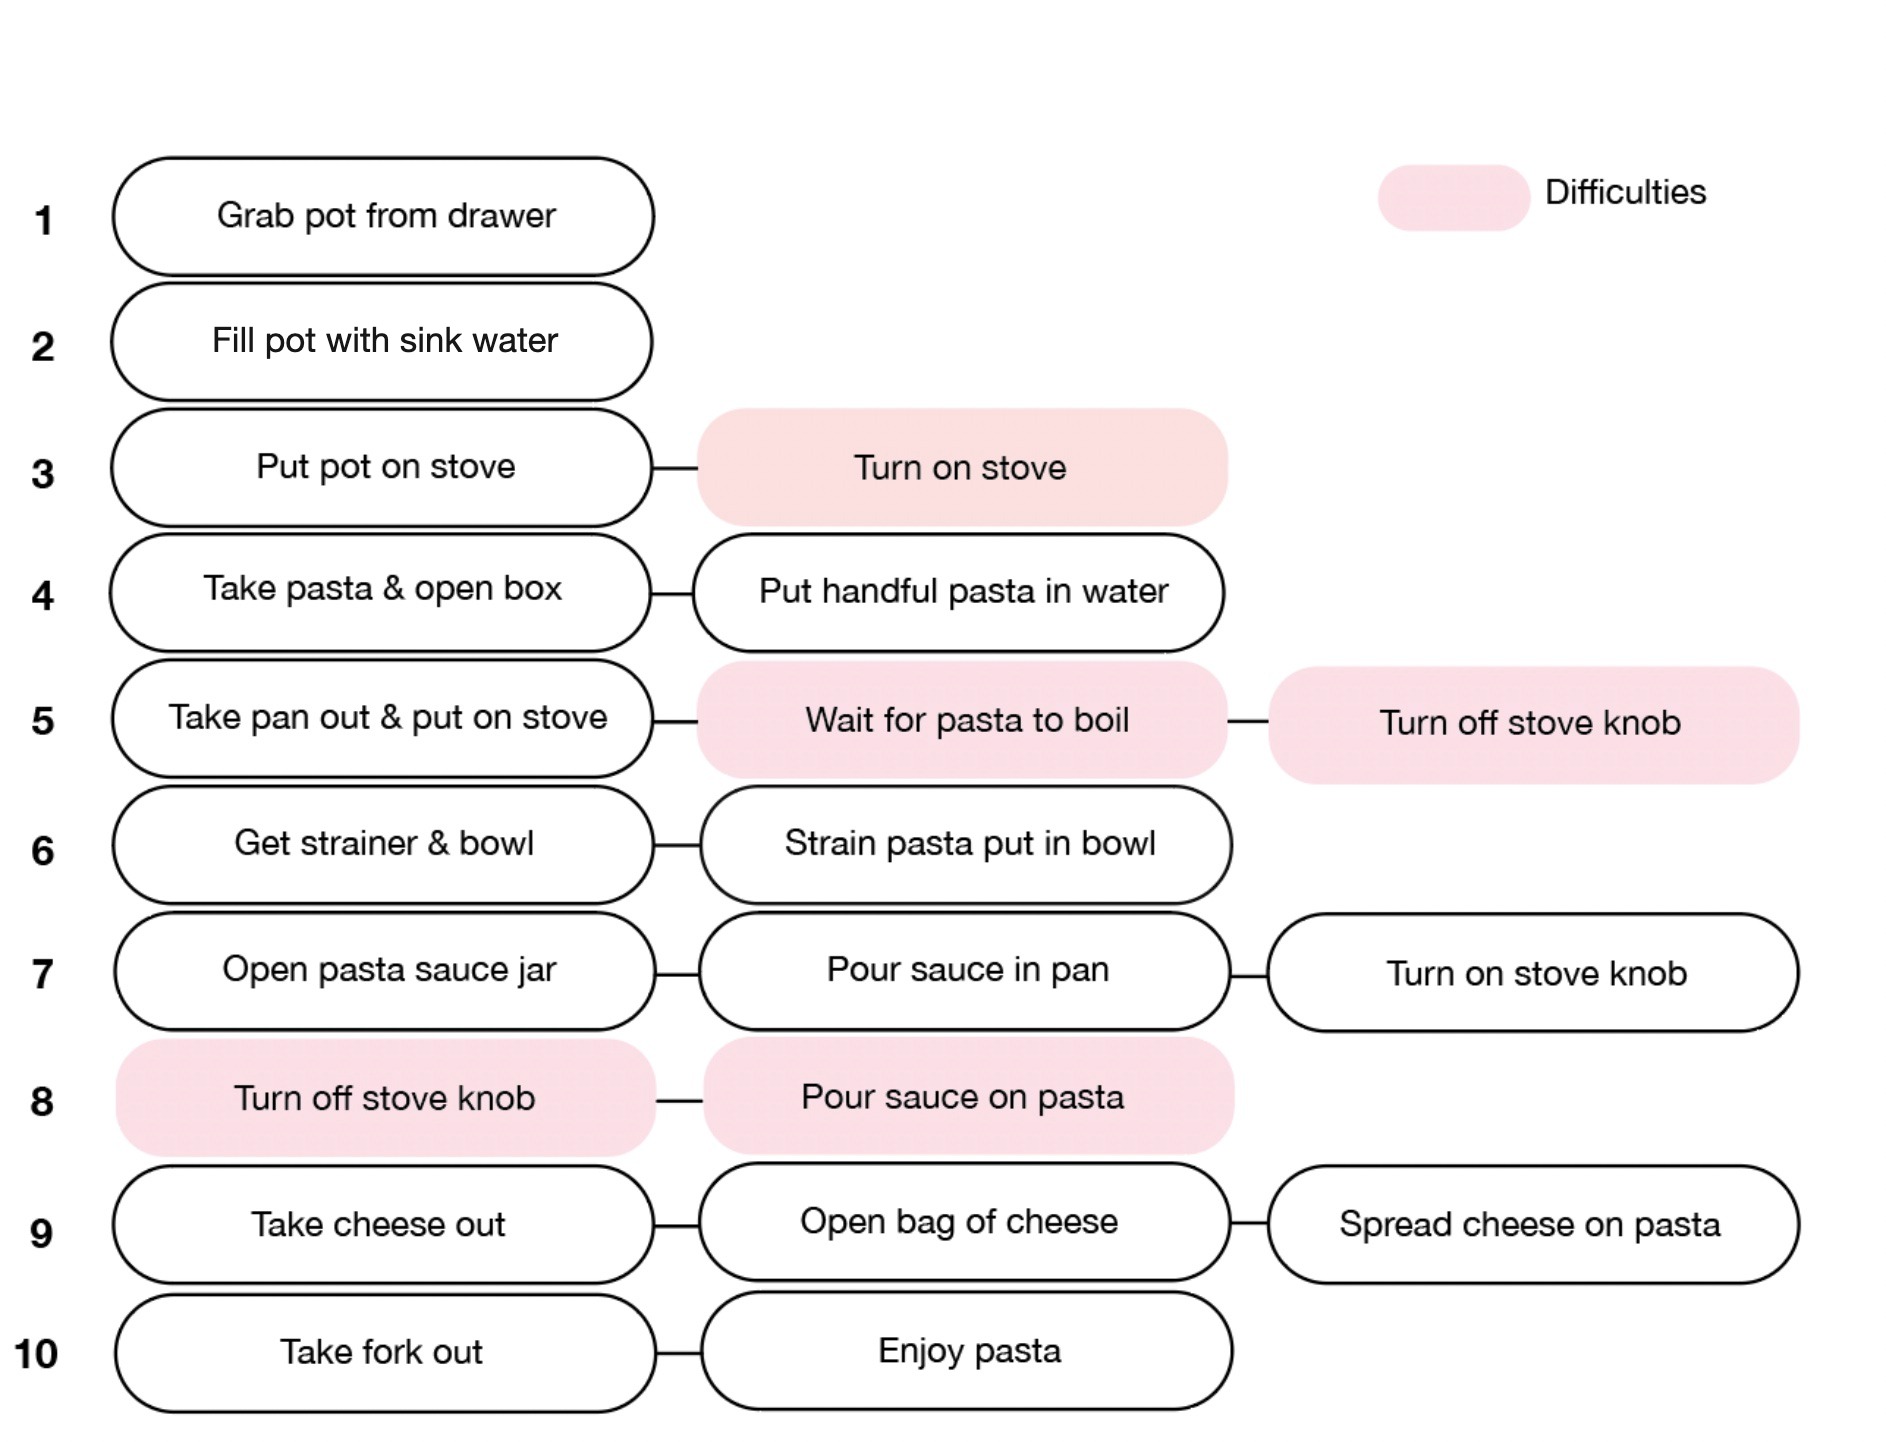 Difficulties
1 Grab pot from drawer
2 Fill pot with sink water
3 Put pot on stove Turn on stove
4 Take pasta & open box Put handful pasta in water
5 Take pan out & put on stove Wait for pasta to boil Turn off stove knob
6 Get strainer & bowl Strain pasta put in bowl
7 Open pasta sauce jar Pour sauce in pan Turn on stove knob
8 Turn off stove knob Pour sauce on pasta
9 Take cheese out Open bag of cheese Spread cheese on pasta
10 Take fork out Enjoy pasta